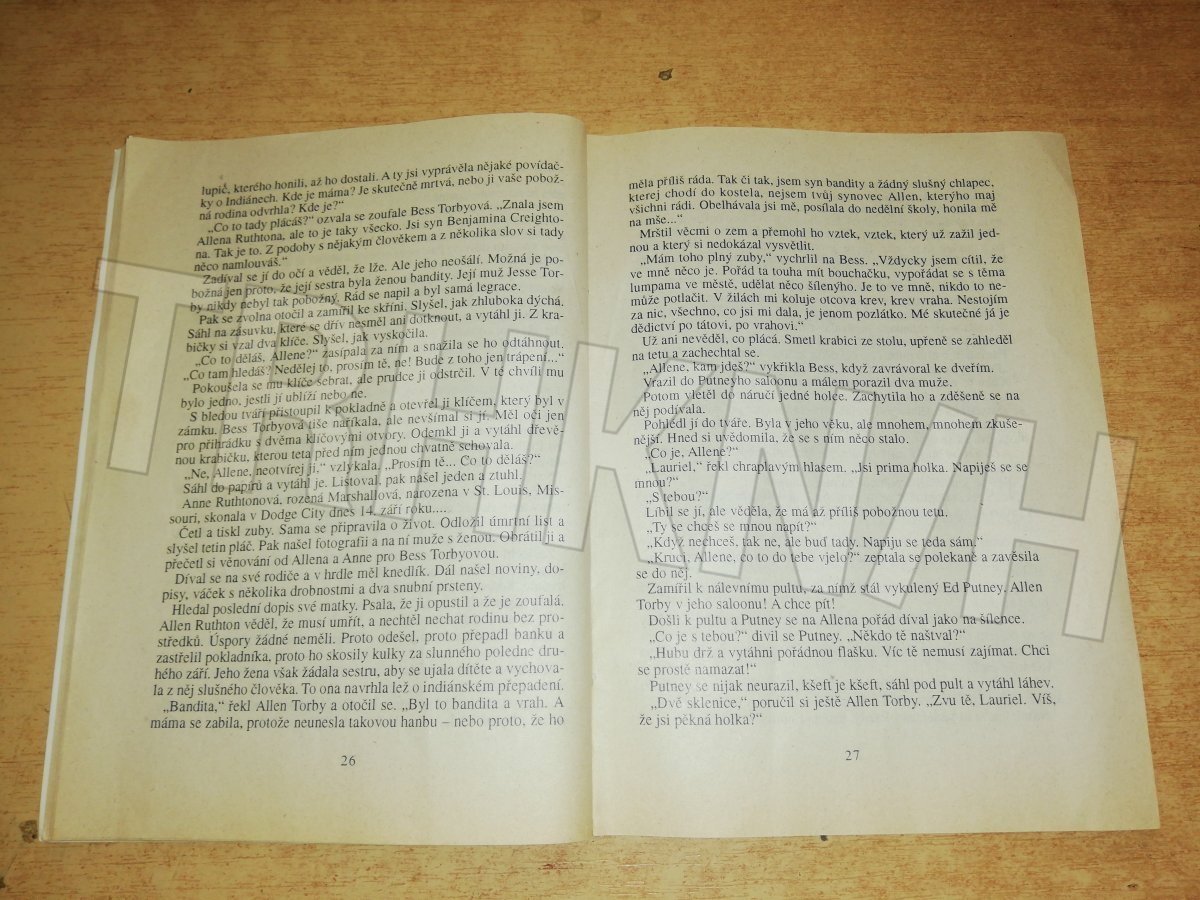 lupič, kterého honili, až ho dostali. A ty jsi vyprávěla nějaké povídač-
ky o Indiánech. Kde je máma? Je skutečně mrtvá, nebo ji vaše pobož-
ná rodina odvrhla? Kde je?“
„Co to tady plácáš?“ ozvala se zoufale Bess Torbyová. „Znala jsem
Allena Ruthtona, ale to je taky všecko. Jsi syn Benjamina Creighto-
na. Tak je to. Z podoby s nějakým člověkem a z několika slov si tady
něco namlouváš.“
Zadíval se jí do očí a věděl, že lže. Ale jeho neošálí. Možná je po-
božná jen proto, že její sestra byla ženou bandity. Její muž Jesse Tor-
by nikdy nebyl tak pobožný. Rád se napil a byl samá legrace.
Pak se zvolna otočil a zamířil ke skříni. Slyšel, jak zhluboka dýchá.
Sáhl na zásuvku, které se dřív nesměl ani dotknout, a vytáhl ji. Z kra-
bičky si vzal dva klíče. Slyšel, jak vyskočila.
„Co to děláš, Allene?“ zasípala za ním a snažila se ho odtáhnout.
„Co tam hledáš? Nedělej to, prosím tě, ne! Bude z toho jen trápení...“
Pokoušela se mu klíče sebrat, ale prudce ji odstrčil. V té chvíli mu
bylo jedno, jestli jí ublíží nebo ne.
S bledou tváří přistoupil k pokladně a otevřel ji klíčem, který byl v
zámku. Bess Torbyová tiše naříkala, ale nevšímal si jí. Měl oči jen
pro přihrádku s dvěma klíčovými otvory. Odemkl ji a vytáhl dřevě-
nou krabičku, kterou teta před ním jednou chvatně schovala.
„Ne, Allene, neotvírej ji,“ vzlykala. „Prosím tě... Co to děláš?“
Sáhl do papírů a vytáhl je. Listoval, pak našel jeden a ztuhl.
Anne Ruthtonová, rozená Marshallová, narozena v St. Louis, Mis-
souri, skonala v Dodge City dnes 14. září roku....
Četl a tiskl zuby. Sama se připravila o život. Odložil úmrtní list a
slyšel tetin pláč. Pak našel fotografii a na ní muže s ženou. Obrátil ji a
přečetl si věnování od Allena a Anne pro Bess Torbyovou.
Díval se na své rodiče a v hrdle měl knedlík. Dál našel noviny, do-
pisy, váček s několika drobnostmi a dva snubní prsteny.
Hledal poslední dopis své matky. Psala, že ji opustil a že je zoufalá.
Allen Ruthton věděl, že musí umřít, a nechtěl nechat rodinu bez pro-
středků. Úspory žádné neměli. Proto odešel, proto přepadl banku a
zastřelil pokladníka, proto ho skosily kulky za slunného poledne dru-
hého září. Jeho žena však žádala sestru, aby se ujala dítěte a vychova-
la z něj slušného člověka. To ona navrhla lež o indiánském přepadení.
„Bandita,“ řekl Allen Torby a otočil se. „Byl to bandita a vrah. A
máma se zabila, protože neunesla takovou hanbu – nebo proto, že ho
26
měla příliš ráda. Tak či tak, jsem syn bandity a žádný slušný chlapec,
kterej chodí do kostela, nejsem tvůj synovec Allen, kterýho maj
všichni rádi. Obelhávala jsi mě, posílala do nedělní školy, honila mě
na mše...“
Mrštil věcmi o zem a přemohl ho vztek, vztek, který už zažil jed-
nou a který si nedokázal vysvětlit.
„Mám toho plný zuby,“ vychrlil na Bess. „Vždycky jsem cítil, že
ve mně něco je. Pořád ta touha mít bouchačku, vypořádat se s těma
lumpama ve městě, udělat něco šílenýho. Je to ve mně, nikdo to ne-
může potlačit. V žilách mi koluje otcova krev, krev vraha. Nestojím
za nic, všechno, co jsi mi dala, je jenom pozlátko. Mé skutečné já je
dědictví po tátovi, po vrahovi.“
Už ani nevěděl, co plácá. Smetl krabici ze stolu, upřeně se zahleděl
na tetu a zachechtal se.
„Allene, kam jdeš?“ vykřikla Bess, když zavrávoral ke dveřím.
Vrazil do Putneyho saloonu a málem porazil dva muže.
Potom vletěl do náručí jedné holce. Zachytila ho a zděšeně se na
něj podívala.
Pohlédl jí do tváře. Byla v jeho věku, ale mnohem, mnohem zkuše-
nější. Hned si uvědomila, že se s ním něco stalo.
„Co je, Allene?“
„Lauriel,“ řekl chraplavým hlasem. „Jsi prima holka. Napiješ se se
mnou?“
„S tebou?“
Líbil se jí, ale věděla, že má až příliš pobožnou tetu.
„Ty se chceš se mnou napít?“
„Když nechceš, tak ne, ale buď tady. Napiju se teda sám.“
„Kruci, Allene, co to do tebe vjelo?“ zeptala se polekaně a zavěsila
se do něj.
Zamířil k nálevnímu pultu, za nímž stál vykulený Ed Putney. Allen
Torby v jeho saloonu! A chce pít!
Došli k pultu a Putney se na Allena pořád díval jako na šílence.
„Co je s tebou?“ divil se Putney. „Někdo tě naštval?“
„Hubu drž a vytáhni pořádnou flašku. Víc tě nemusí zajímat. Chci
se prostě namazat!“
Putney se nijak neurazil, kšeft je kšeft, sáhl pod pult a vytáhl láhev.
„Dvě sklenice,“ poručil si ještě Allen Torby. „Zvu tě, Lauriel. Víš,
že jsi pěkná holka?“
27
TRHKNIH